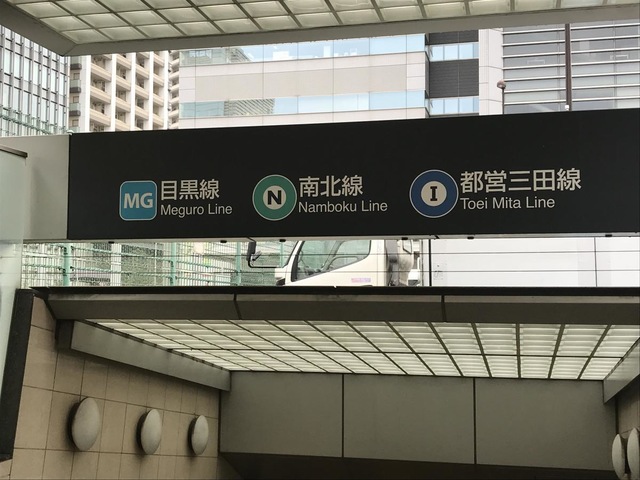 MG 目黒線
Meguro Line
N 南北線
Namboku Line
I 都営三田線
Toei Mita Line